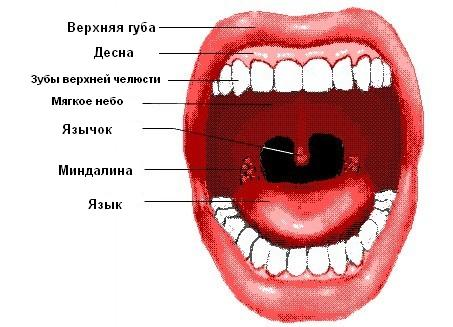 Верхняя губа
Десна
Зубы верхней челюсти
Мягкое небо
Язычок
Миндалина
Язык